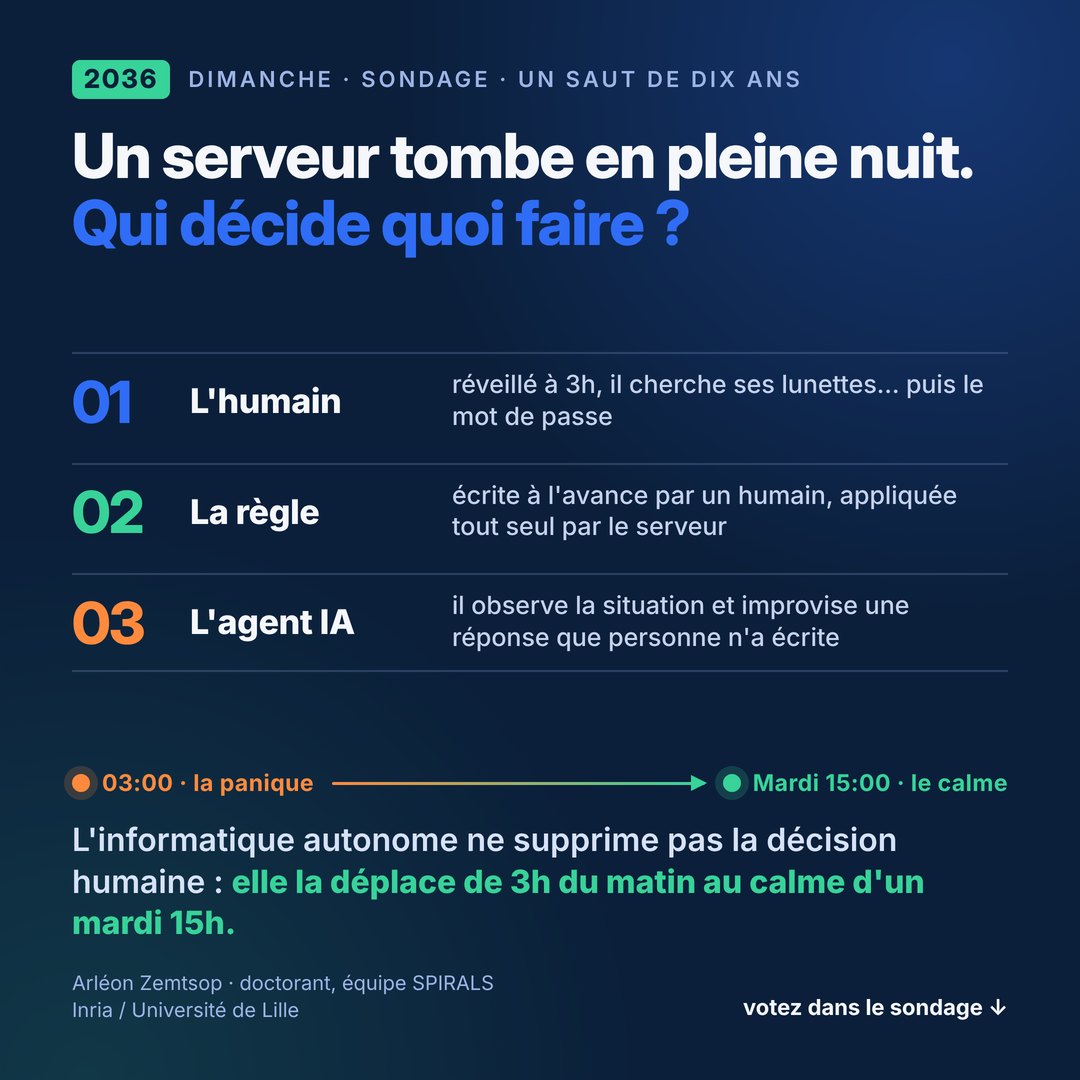 2036 DIMANCHE · SONDAGE · UN SAUT DE DIX ANS
Un serveur tombe en pleine nuit.
Qui décide quoi faire ?
01 L'humain réveillé à 3h, il cherche ses lunettes... puis le
mot de passe
02 La règle écrite à l'avance par un humain, appliquée
tout seul par le serveur
03 L'agent IA il observe la situation et improvise une
réponse que personne n'a écrite
03:00 · la panique → Mardi 15:00 · le calme
L'informatique autonome ne supprime pas la décision
humaine : elle la déplace de 3h du matin au calme d'un
mardi 15h.
Arléon Zemtsop · doctorant, équipe SPIRALS
Inria / Université de Lille
votez dans le sondage ↓